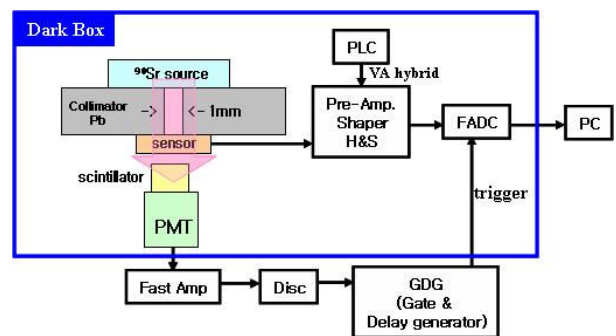 Dark Box
⁹⁰Sr source
Collimator
Pb
-> <- 1mm
sensor
scintillator
PMT
PLC
VA hybrid
Pre-Amp.
Shaper
H&S
FADC
PC
trigger
Fast Amp
Disc
GDG
(Gate &
Delay generator)